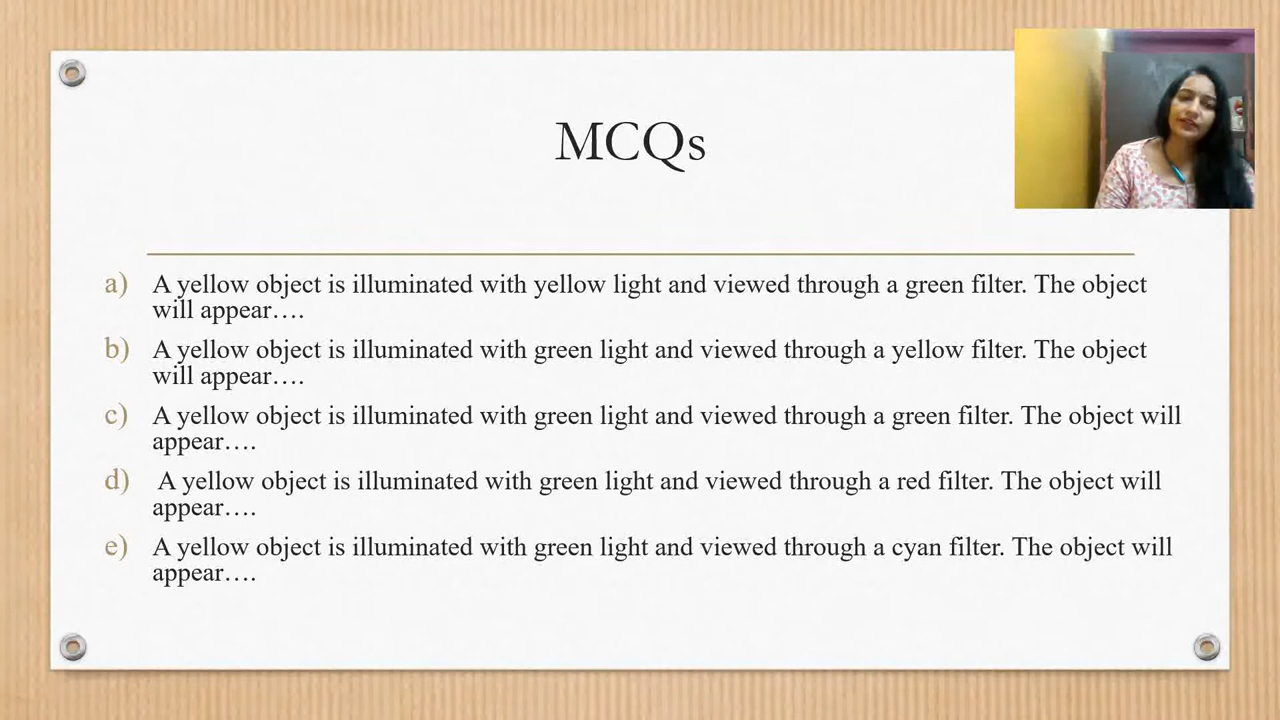 MCQs
a) A yellow object is illuminated with yellow light and viewed through a green filter. The object
will appear….
b) A yellow object is illuminated with green light and viewed through a yellow filter. The object
will appear….
c) A yellow object is illuminated with green light and viewed through a green filter. The object will
appear….
d) A yellow object is illuminated with green light and viewed through a red filter. The object will
appear….
e) A yellow object is illuminated with green light and viewed through a cyan filter. The object will
appear….